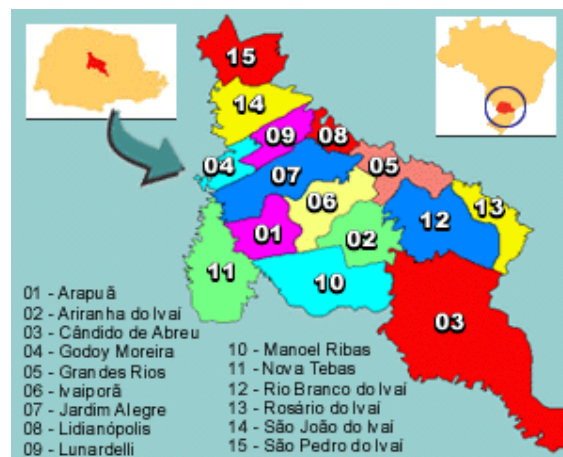 15
14
09
08
04
07
05
06
13
12
01
02
11
10
03
01 - Arapuã
02 - Ariranha do Ivaí
03 - Cândido de Abreu
04 - Godoy Moreira
05 - Grandes Rios
06 - Ivaiporã
07 - Jardim Alegre
08 - Lidianópolis
09 - Lunardelli
10 - Manoel Ribas
11 - Nova Tebas
12 - Rio Branco do Ivaí
13 - Rosário do Ivaí
14 - São João do Ivaí
15 - São Pedro do Ivaí